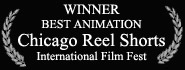 WINNER
BEST ANIMATION
Chicago Reel Shorts
International Film Fest